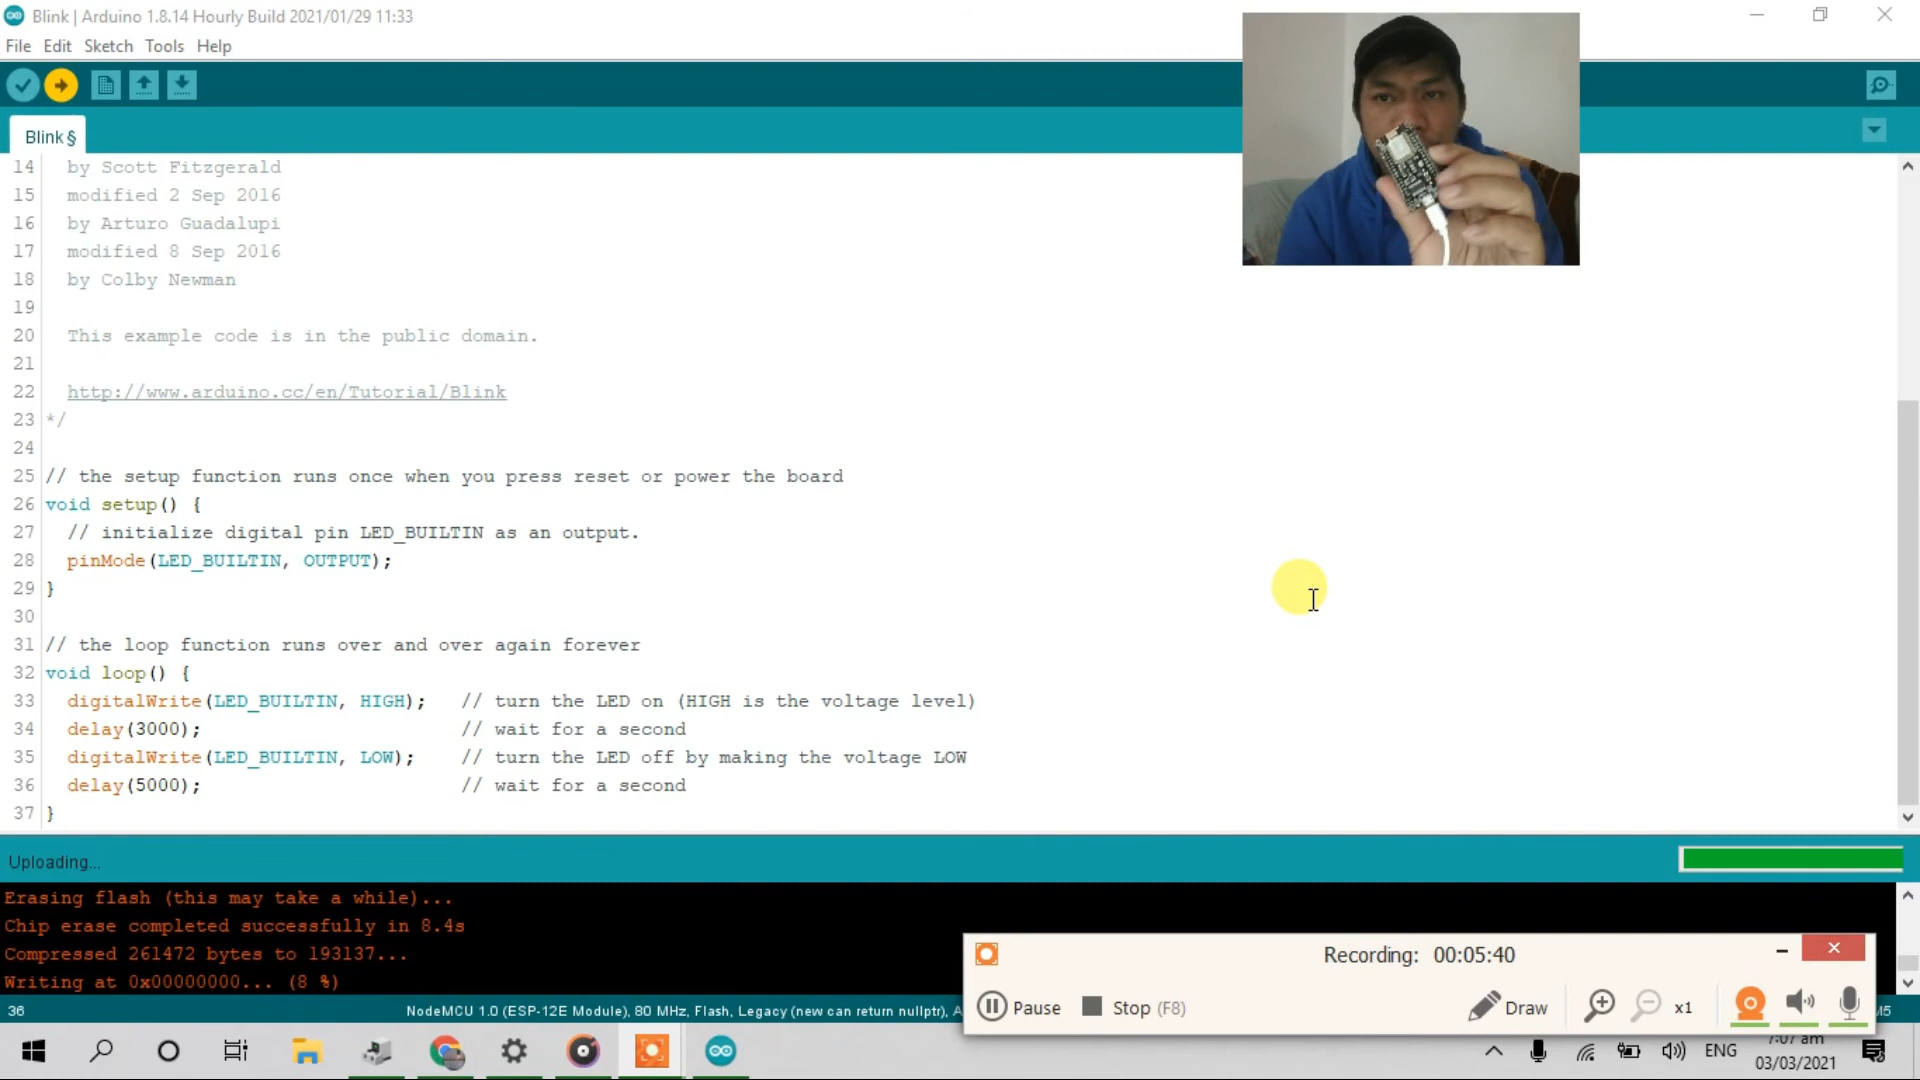 Blink | Arduino 1.8.14 Hourly Build 2021/01/29 11:33
File Edit Sketch Tools Help
Blink §
14 by Scott Fitzgerald
15 modified 2 Sep 2016
16 by Arturo Guadalupi
17 modified 8 Sep 2016
18 by Colby Newman
19
20 This example code is in the public domain.
21
22 http://www.arduino.cc/en/Tutorial/Blink
23 */
24
25 // the setup function runs once when you press reset or power the board
26 void setup() {
27 // initialize digital pin LED_BUILTIN as an output.
28 pinMode(LED_BUILTIN, OUTPUT);
29 }
30
31 // the loop function runs over and over again forever
32 void loop() {
33 digitalWrite(LED_BUILTIN, HIGH); // turn the LED on (HIGH is the voltage level)
34 delay(3000); // wait for a second
35 digitalWrite(LED_BUILTIN, LOW); // turn the LED off by making the voltage LOW
36 delay(5000); // wait for a second
37 }
Uploading...
Erasing flash (this may take a while)...
Chip erase completed successfully in 8.4s
Compressed 261472 bytes to 193137...
Writing at 0x00000000... (8 %)
Recording: 00:05:40
Pause Stop (F8) Draw x1
36 NodeMCU 1.0 (ESP-12E Module), 80 MHz, Flash, Legacy (new can return nullptr), A
ENG
7:07 am
03/03/2021